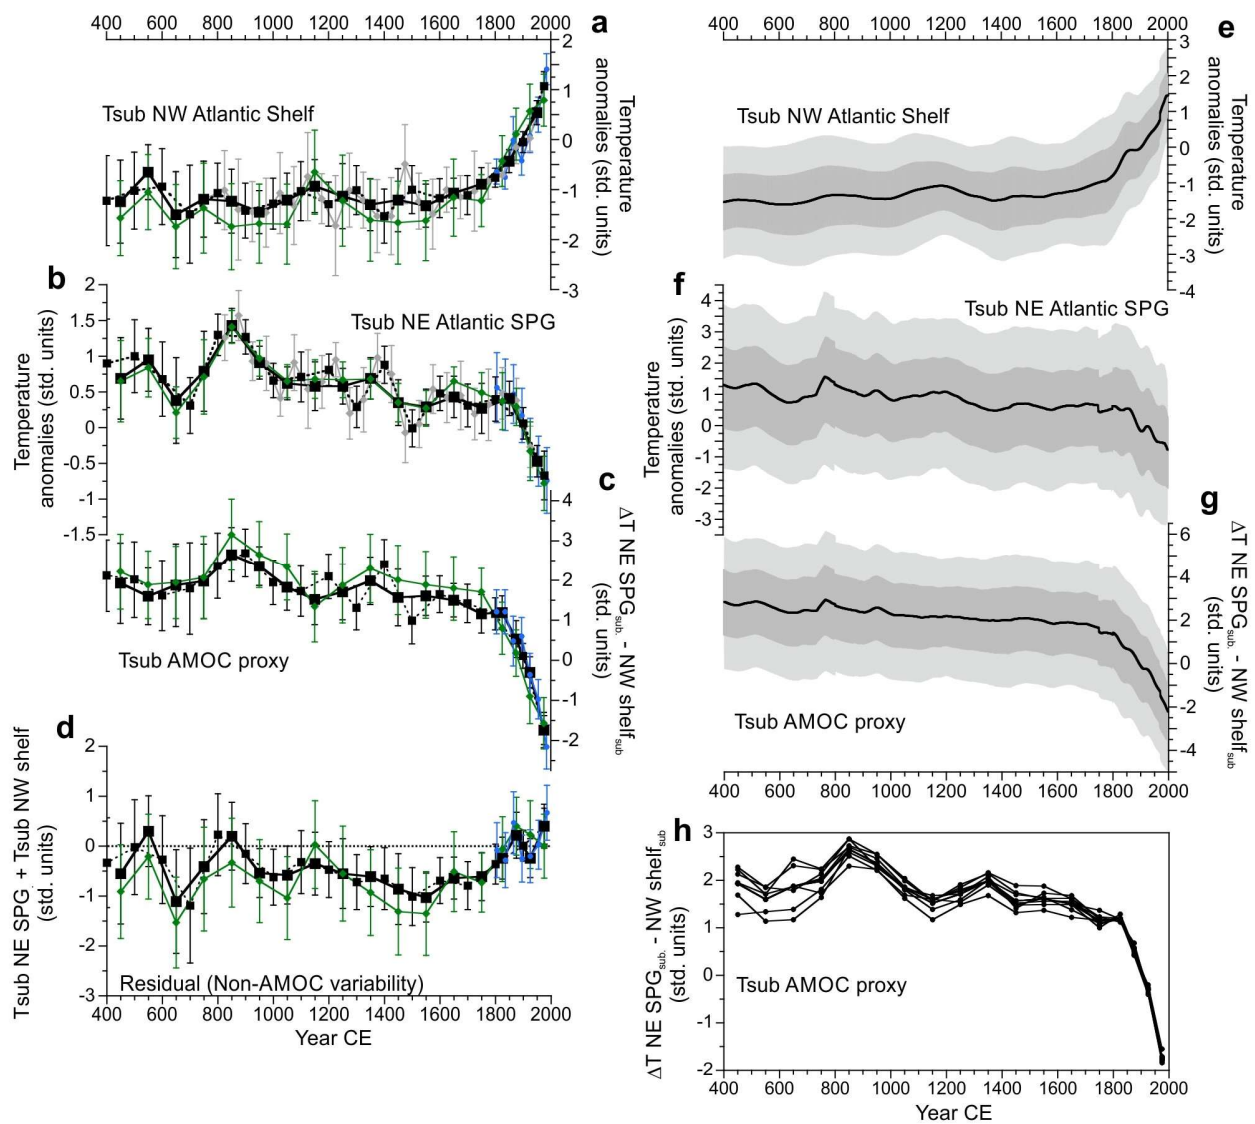 400 600 800 1000 1200 1400 1600 1800 2000
a
2
1
0
-1
-2
-3
Temperature
anomalies (std. units)
Tsub NW Atlantic Shelf
b
2
1.5
1
0.5
0
-0.5
-1
-1.5
Temperature
anomalies (std. units)
Tsub NE Atlantic SPG
c
4
3
2
1
0
-1
-2
ΔT NE SPGsub. - NW shelfsub
(std. units)
Tsub AMOC proxy
d
2
1
0
-1
-2
-3
Tsub NE SPG + Tsub NW shelf
(std. units)
Residual (Non-AMOC variability)
400 600 800 1000 1200 1400 1600 1800 2000
Year CE
400 600 800 1000 1200 1400 1600 1800 2000
e
3
2
1
0
-1
-2
-3
-4
Temperature
anomalies (std. units)
Tsub NW Atlantic Shelf
f
4
3
2
1
0
-1
-2
-3
Temperature
anomalies (std. units)
Tsub NE Atlantic SPG
g
6
4
2
0
-2
-4
ΔT NE SPGsub. - NW shelfsub
(std. units)
Tsub AMOC proxy
400 600 800 1000 1200 1400 1600 1800 2000
h
3
2
1
0
-1
-2
ΔT NE SPGsub. - NW shelfsub
(std. units)
Tsub AMOC proxy
400 600 800 1000 1200 1400 1600 1800 2000
Year CE